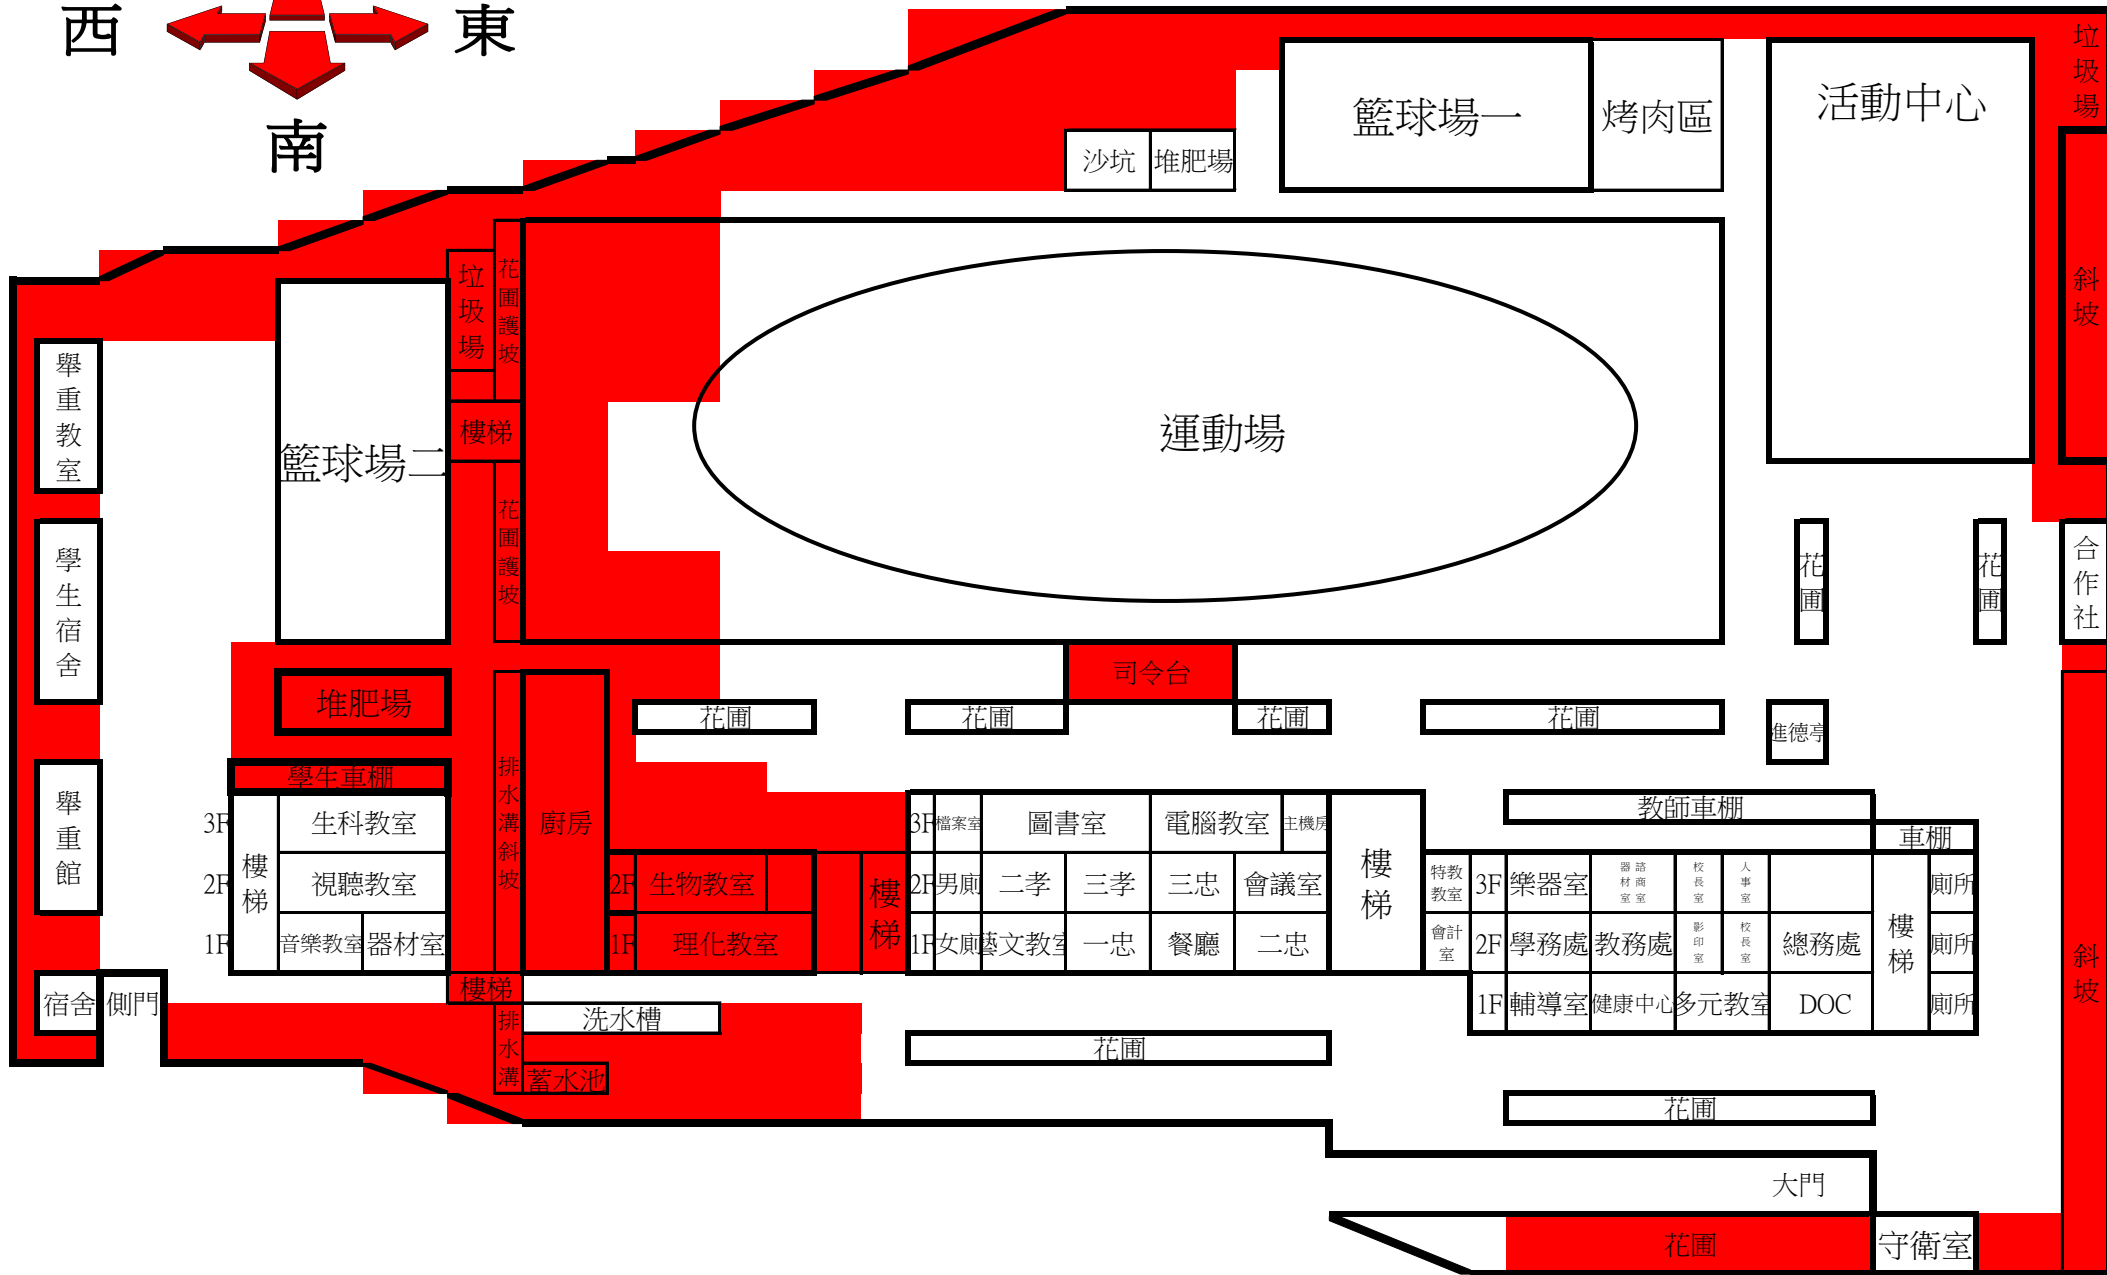 西
東
南
垃圾場
籃球場一
烤肉區
活動中心
沙坑
堆肥場
斜坡
花圃護坡
垃圾場
舉重教室
籃球場二
樓梯
運動場
花圃護坡
學生宿舍
花圃
花圃
合作社
司令台
堆肥場
花圃
花圃
花圃
花圃
進德亭
排水溝斜坡
學生車棚
舉重館
3F
生科教室
廚房
3F
檔案室
圖書室
電腦教室
主機房
教師車棚
車棚
樓梯
2F
視聽教室
2F
生物教室
樓梯
2F
男廁
二孝
三孝
三忠
會議室
樓梯
特教教室
3F
樂器室
器材室
諮商室
校長室
人事室
廁所
1F
音樂教室
器材室
1F
理化教室
1F
女廁
藝文教室
一忠
餐廳
二忠
會計室
2F
學務處
教務處
影印室
校長室
總務處
樓梯
廁所
斜坡
宿舍
側門
樓梯
1F
輔導室
健康中心
多元教室
DOC
廁所
排水溝
洗水槽
花圃
蓄水池
花圃
大門
花圃
守衛室